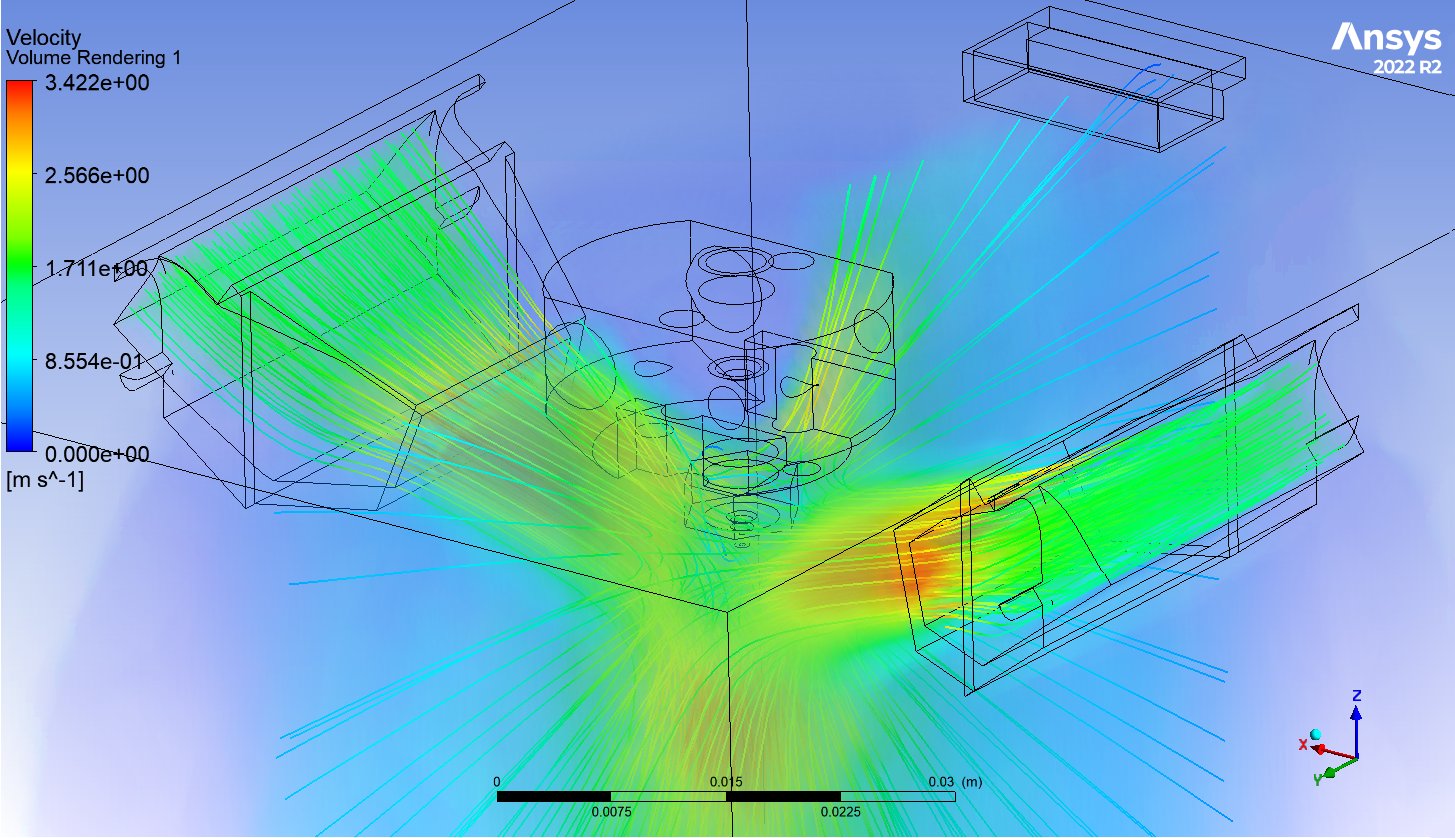 Velocity
Volume Rendering 1
3.422e+00
2.566e+00
1.711e+00
8.554e-01
0.000e+00
[m s^-1]
Ansys
2022 R2
0 0.015 0.03 (m)
0.0075 0.0225
Z
X
Y